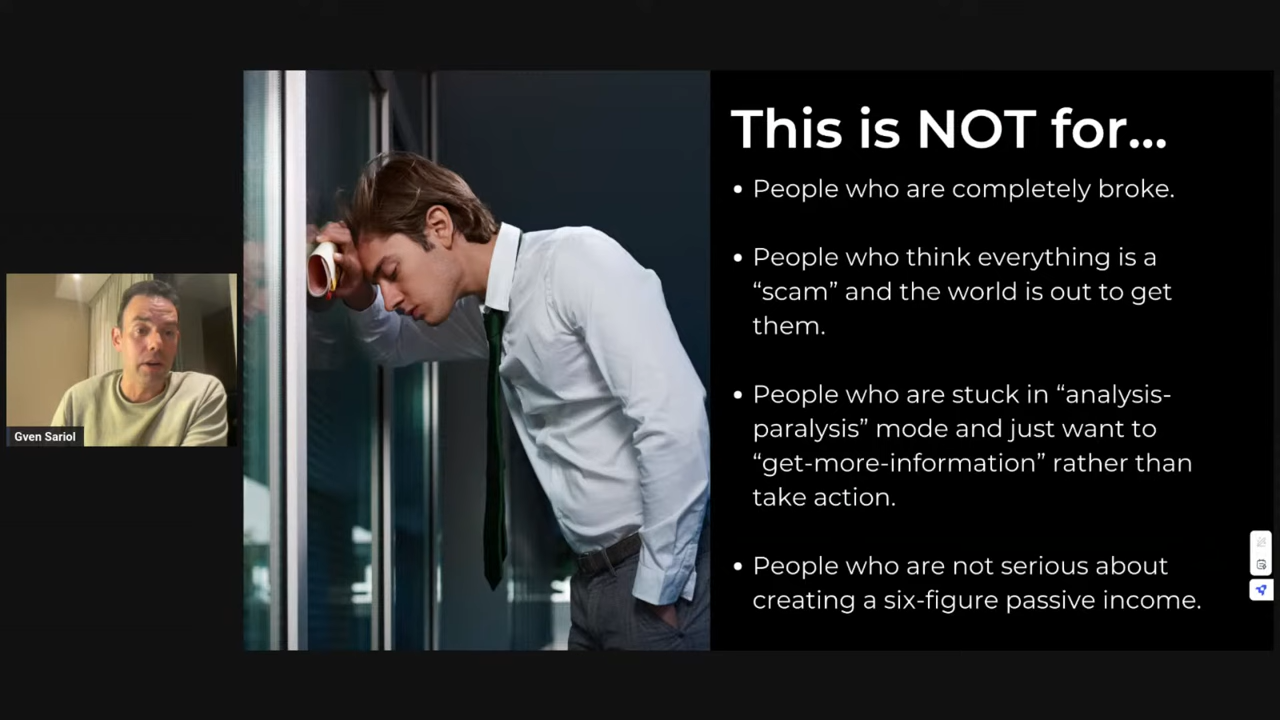 This is NOT for...
• People who are completely broke.
• People who think everything is a
“scam” and the world is out to get
them.
• People who are stuck in “analysis-
paralysis” mode and just want to
“get-more-information” rather than
take action.
• People who are not serious about
creating a six-figure passive income.
Gven Sariol